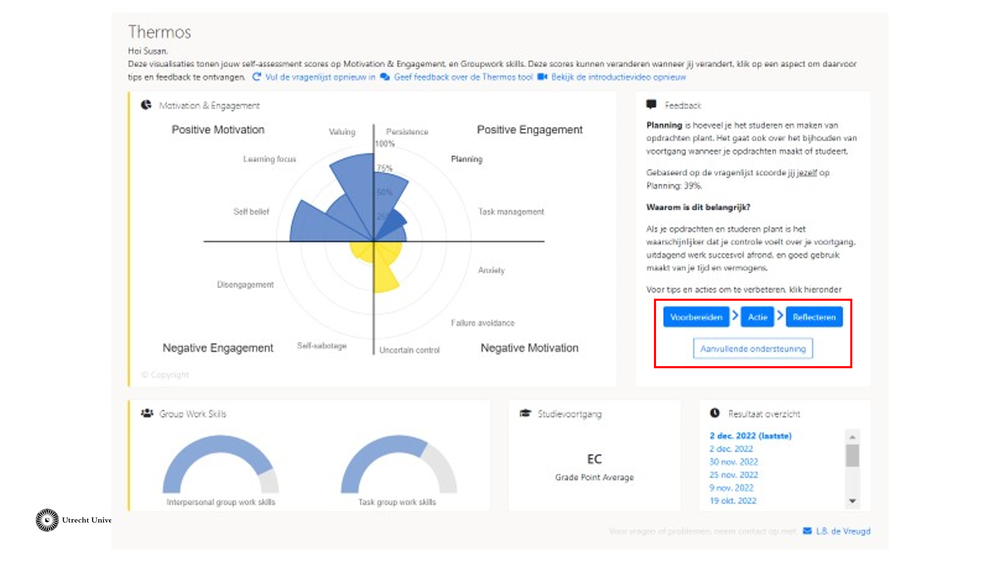 Thermos
Hoi Susan,
Deze visualisaties tonen jouw self-assessment scores op Motivation & Engagement, en Groupwork skills. Deze scores kunnen veranderen wanneer jij verandert, klik op een aspect om daarvoor
tips en feedback te ontvangen. Vul de vragenlijst opnieuw in Geef feedback over de Thermos tool Bekijk de introductievideo opnieuw
Motivation & Engagement
Positive Motivation
Valuing
Persistence
Positive Engagement
100%
Learning focus
Planning
75%
50%
Self belief
Task management
25%
Anxiety
Disengagement
Failure avoidance
Negative Engagement
Self-sabotage
Uncertain control
Negative Motivation
© Copyright
Feedback
Planning is hoeveel je het studeren en maken van
opdrachten plant. Het gaat ook over het bijhouden van
voortgang wanneer je opdrachten maakt of studeert.
Gebaseerd op de vragenlijst scoorde jij jezelf op
Planning: 39%.
Waarom is dit belangrijk?
Als je opdrachten en studeren plant is het
waarschijnlijker dat je controle voelt over je voortgang,
uitdagend werk succesvol afrond, en goed gebruik
maakt van je tijd en vermogens.
Voor tips en acties om te verbeteren, klik hieronder
Voorbereiden Actie Reflecteren
Aanvullende ondersteuning
Group Work Skills
Interpersonal group work skills
Task group work skills
Studievoortgang
EC
Grade Point Average
Resultaat overzicht
2 dec. 2022 (laatste)
2 dec. 2022
30 nov. 2022
25 nov. 2022
9 nov. 2022
19 okt. 2022
Utrecht Unive
Voor vragen of problemen, neem contact op met L.B. de Vreugd